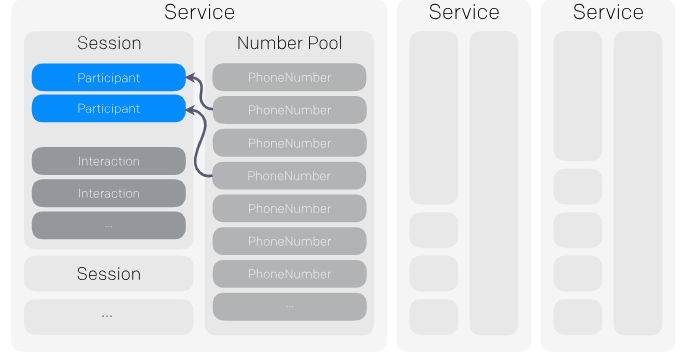 Service
Session
Participant
Participant
Interaction
Interaction
...
Session
...
Number Pool
PhoneNumber
PhoneNumber
PhoneNumber
PhoneNumber
PhoneNumber
PhoneNumber
PhoneNumber
...
Service
Service